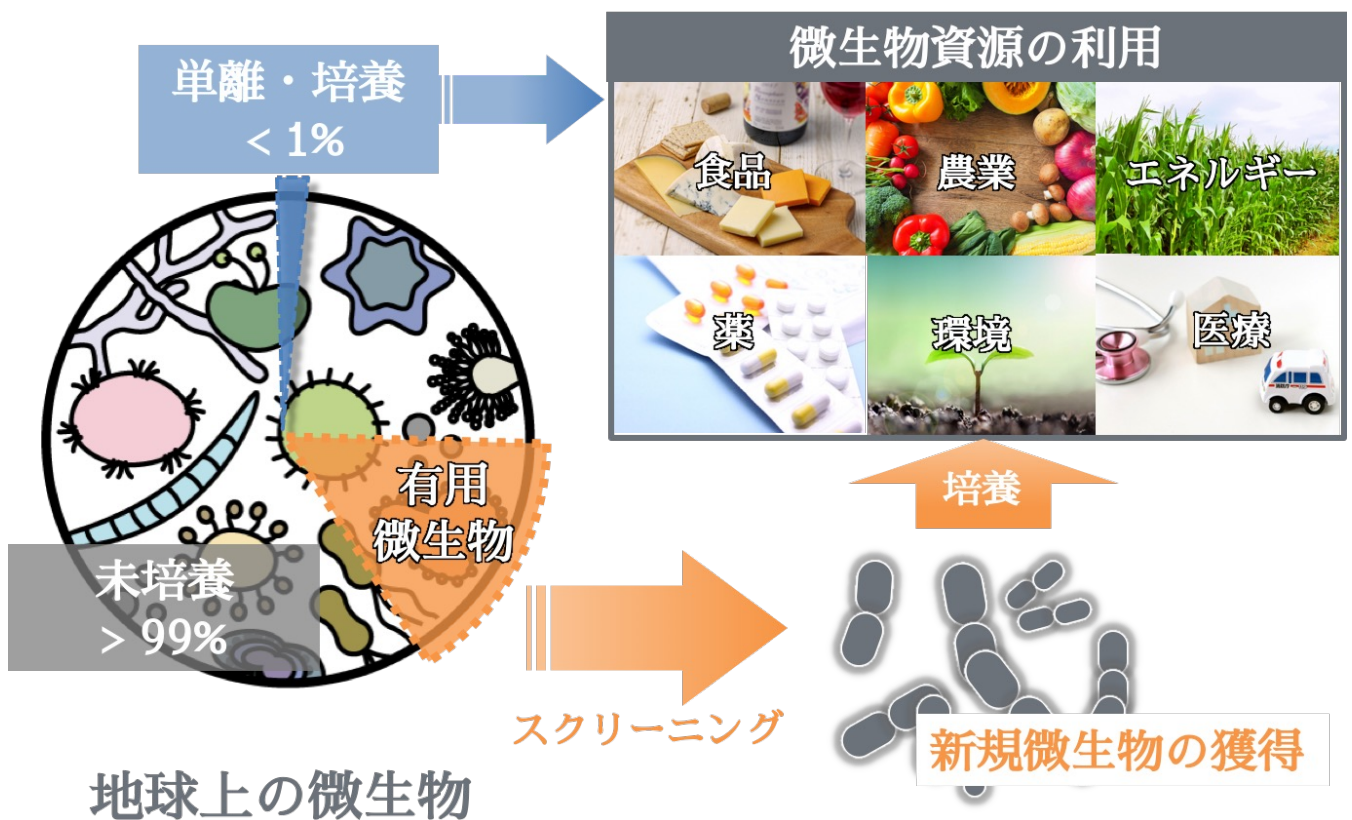 単離・培養
< 1%
微生物資源の利用
食品
農業
エネルギー
薬
環境
医療
有用
微生物
未培養
> 99%
培養
スクリーニング
新規微生物の獲得
地球上の微生物